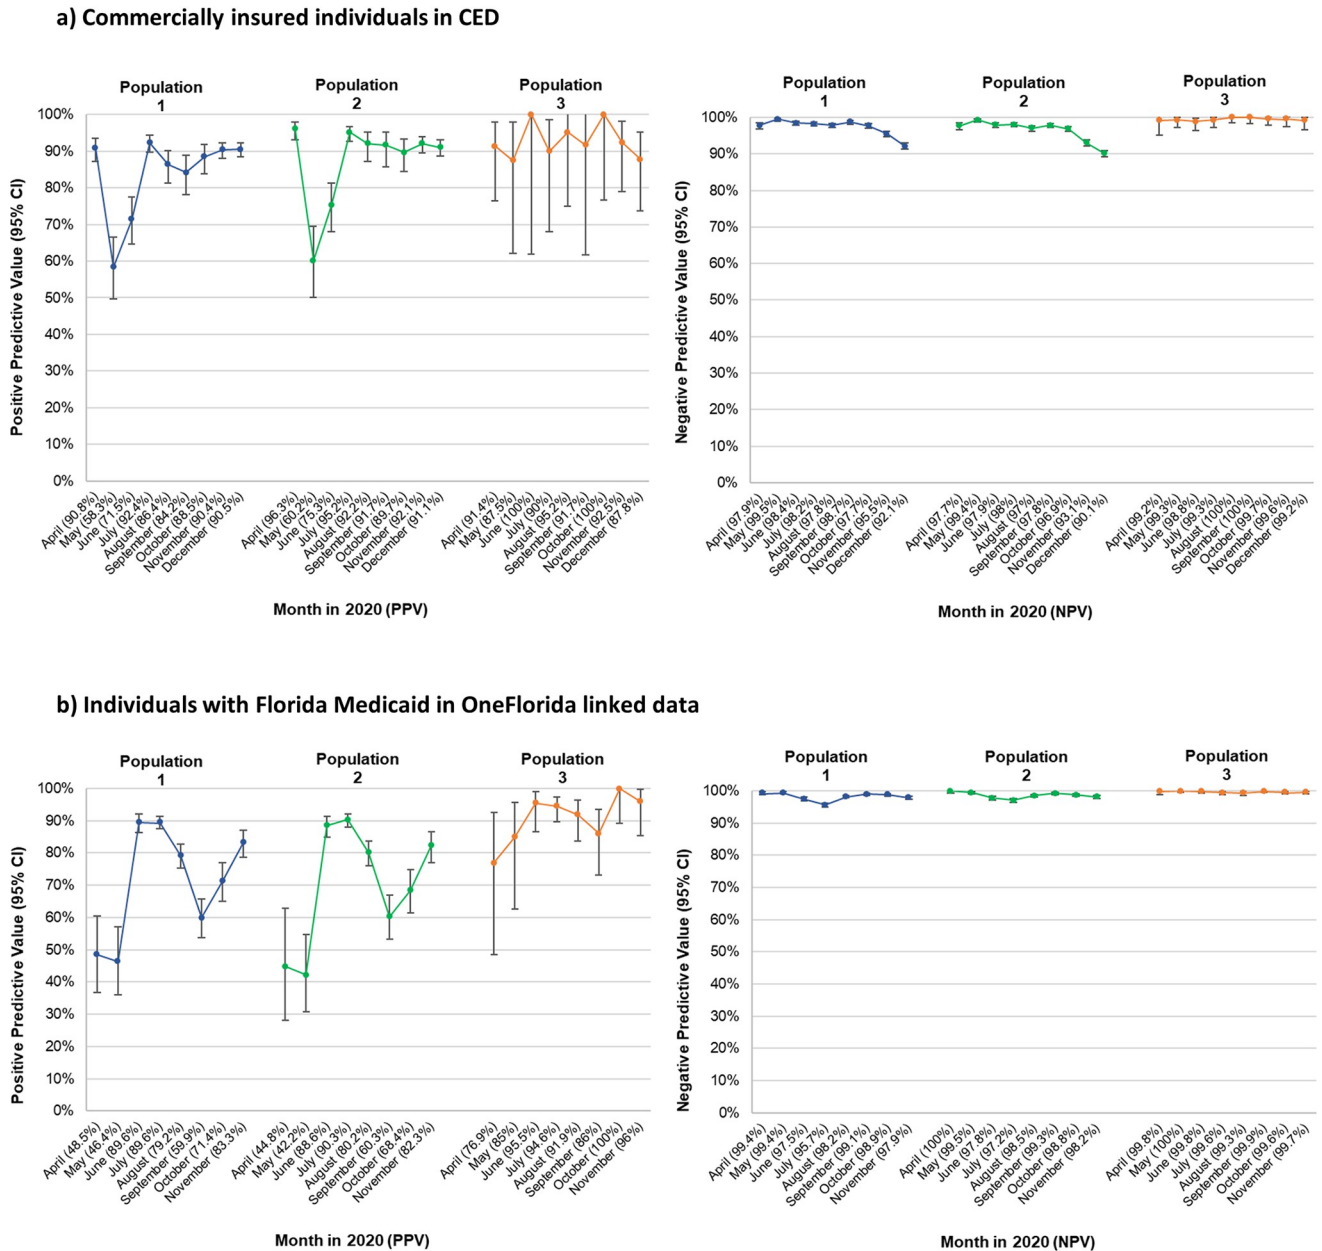 a) Commercially insured individuals in CED
Population
1
Population
2
Population
3
Positive Predictive Value (95% CI)
100%
90%
80%
70%
60%
50%
40%
30%
20%
10%
0%
April (90.8%)
May (58.3%)
June (71.5%)
July (92.4%)
August (86.4%)
September (84.2%)
October (88.5%)
November (90.4%)
December (90.5%)
April (96.3%)
May (60.2%)
June (75.3%)
July (95.2%)
August (92.2%)
September (91.7%)
October (89.7%)
November (92.1%)
December (91.1%)
April (91.4%)
May (87.5%)
June (100%)
July (90%)
August (95.2%)
September (91.7%)
October (100%)
November (92.5%)
December (87.8%)
Month in 2020 (PPV)
Population
1
Population
2
Population
3
Negative Predictive Value (95% CI)
100%
90%
80%
70%
60%
50%
40%
30%
20%
10%
0%
April (97.9%)
May (99.5%)
June (98.4%)
July (98.2%)
August (97.8%)
September (98.7%)
October (97.7%)
November (95.5%)
December (92.1%)
April (97.7%)
May (99.4%)
June (97.9%)
July (98%)
August (97.1%)
September (97.8%)
October (96.9%)
November (93.1%)
December (90.1%)
April (99.2%)
May (99.3%)
June (98.8%)
July (99.3%)
August (100%)
September (100%)
October (99.7%)
November (99.6%)
December (99.2%)
Month in 2020 (NPV)
b) Individuals with Florida Medicaid in OneFlorida linked data
Population
1
Population
2
Population
3
Positive Predictive Value (95% CI)
100%
90%
80%
70%
60%
50%
40%
30%
20%
10%
0%
April (48.5%)
May (46.4%)
June (89.6%)
July (89.6%)
August (79.2%)
September (59.9%)
October (71.4%)
November (83.3%)
April (44.8%)
May (42.2%)
June (88.6%)
July (90.3%)
August (80.2%)
September (60.3%)
October (68.4%)
November (82.3%)
April (76.9%)
May (85%)
June (95.5%)
July (94.6%)
August (91.9%)
September (86%)
October (100%)
November (96%)
Month in 2020 (PPV)
Population
1
Population
2
Population
3
Negative Predictive Value (95% CI)
100%
90%
80%
70%
60%
50%
40%
30%
20%
10%
0%
April (99.4%)
May (99.4%)
June (97.5%)
July (95.7%)
August (98.2%)
September (99.1%)
October (98.9%)
November (97.9%)
April (100%)
May (99.5%)
June (97.8%)
July (97.2%)
August (98.5%)
September (99.3%)
October (98.8%)
November (98.2%)
April (99.8%)
May (100%)
June (99.8%)
July (99.6%)
August (99.3%)
September (99.9%)
October (99.6%)
November (99.7%)
Month in 2020 (NPV)